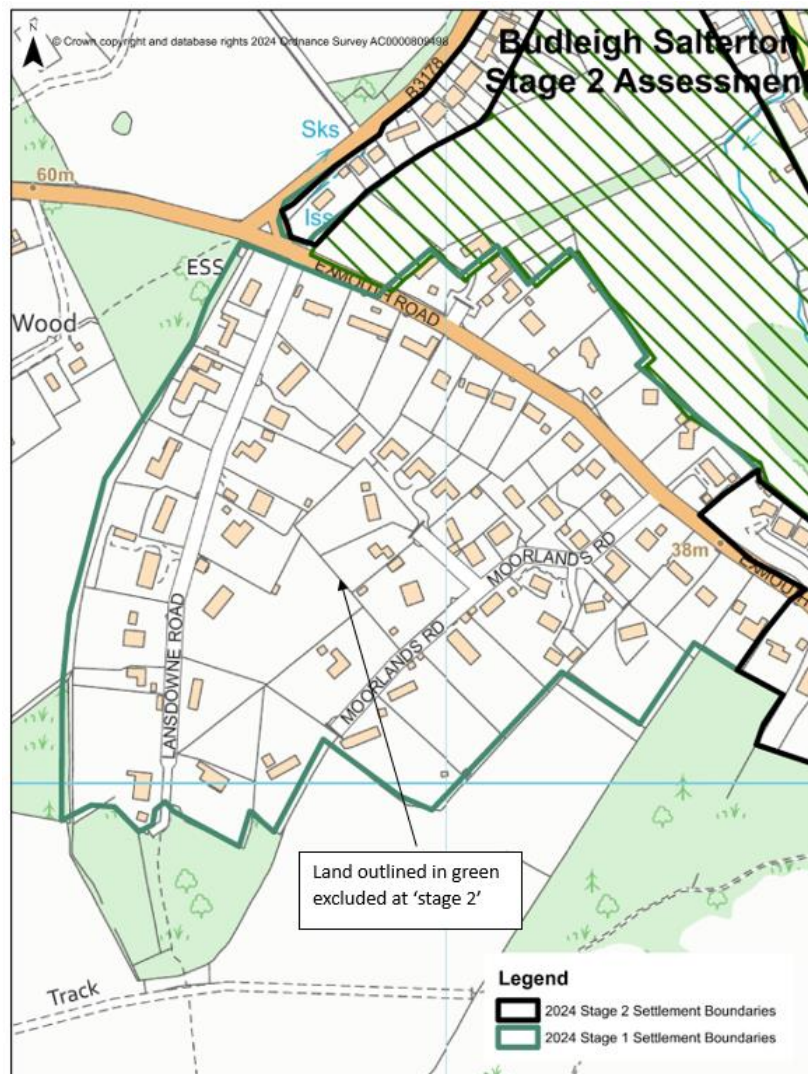 N
© Crown copyright and database rights 2024 Ordnance Survey AC0000809498
Budleigh Salterton
Stage 2 Assessment
B3178
Sks
60m
Iss
ESS
EXMOUTH ROAD
Wood
38m
EXMOUTH
MOORLANDS RD
LANSDOWNE ROAD
MOORLANDS RD
Land outlined in green
excluded at ‘stage 2’
Track
Legend
2024 Stage 2 Settlement Boundaries
2024 Stage 1 Settlement Boundaries